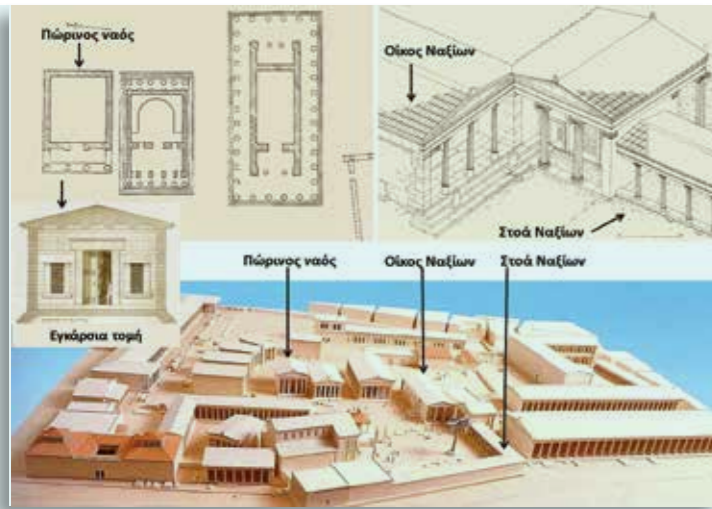 Πώρινος ναός
Οίκος Ναξίων
Στοά Ναξίων
Εγκάρσια τομή
Πώρινος ναός
Οίκος Ναξίων
Στοά Ναξίων